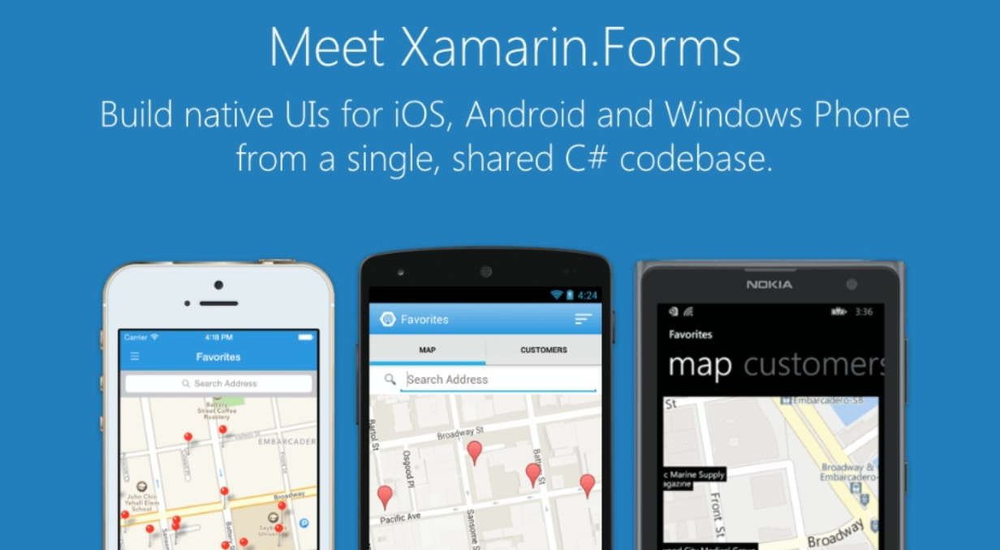 Meet Xamarin.Forms
Build native UIs for iOS, Android and Windows Phone
from a single, shared C# codebase.
Carrier 4:18 PM
Favorites
Search Address
Battery
Street Coffee
Roastery
EMBARCADER
John Chin
Yehall Elem
School
Broadway
4:24
Favorites
MAP CUSTOMERS
Search Address
Bartol St
Broadway St
Osgood Pl
Battery St
Pacific Ave
Sansome St
NOKIA
3:36
Favorites
map customers
St
Embarcadero-SB
Broadway &
Embarcadero-
c Marine Supply
agazine
Front St
Broadway